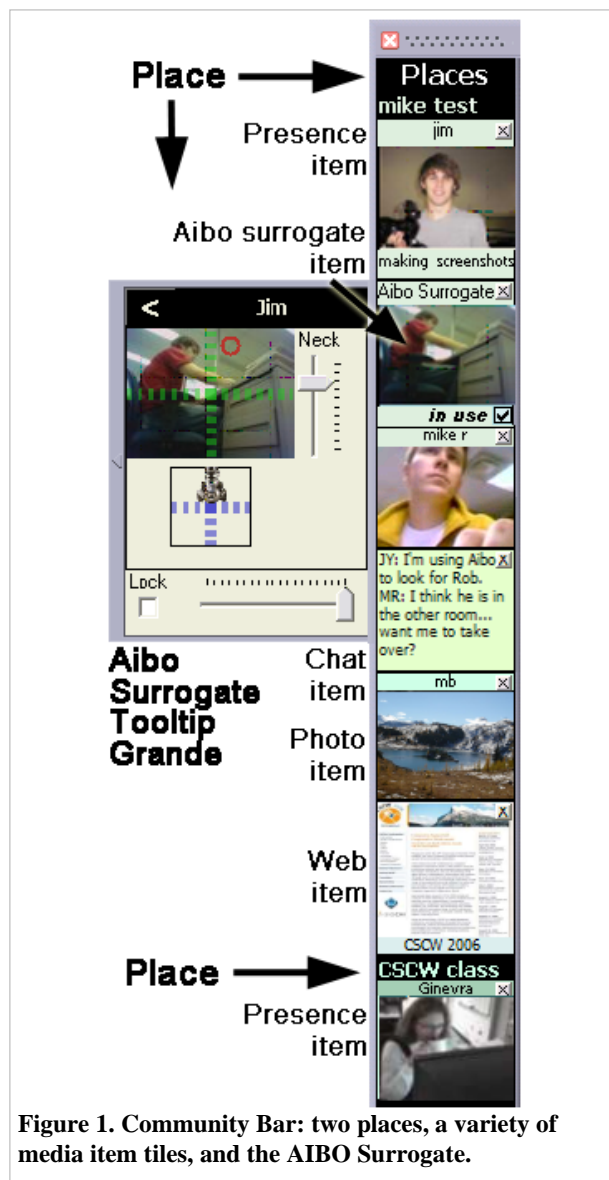 Place
Places
mike test
Presence
item
jim
making screenshots
Aibo surrogate
item
Aibo Surrogate
in use
<
Jim
Neck
Lock
Aibo
Surrogate
Tooltip
Grande
mike r
JY: I'm using Aibo
to look for Rob.
MR: I think he is in
the other room...
want me to take
over?
Chat
item
mb
Photo
item
Web
item
CSCW 2006
Place
CSCW class
Presence
item
Ginevra
Figure 1. Community Bar: two places, a variety of
media item tiles, and the AIBO Surrogate.